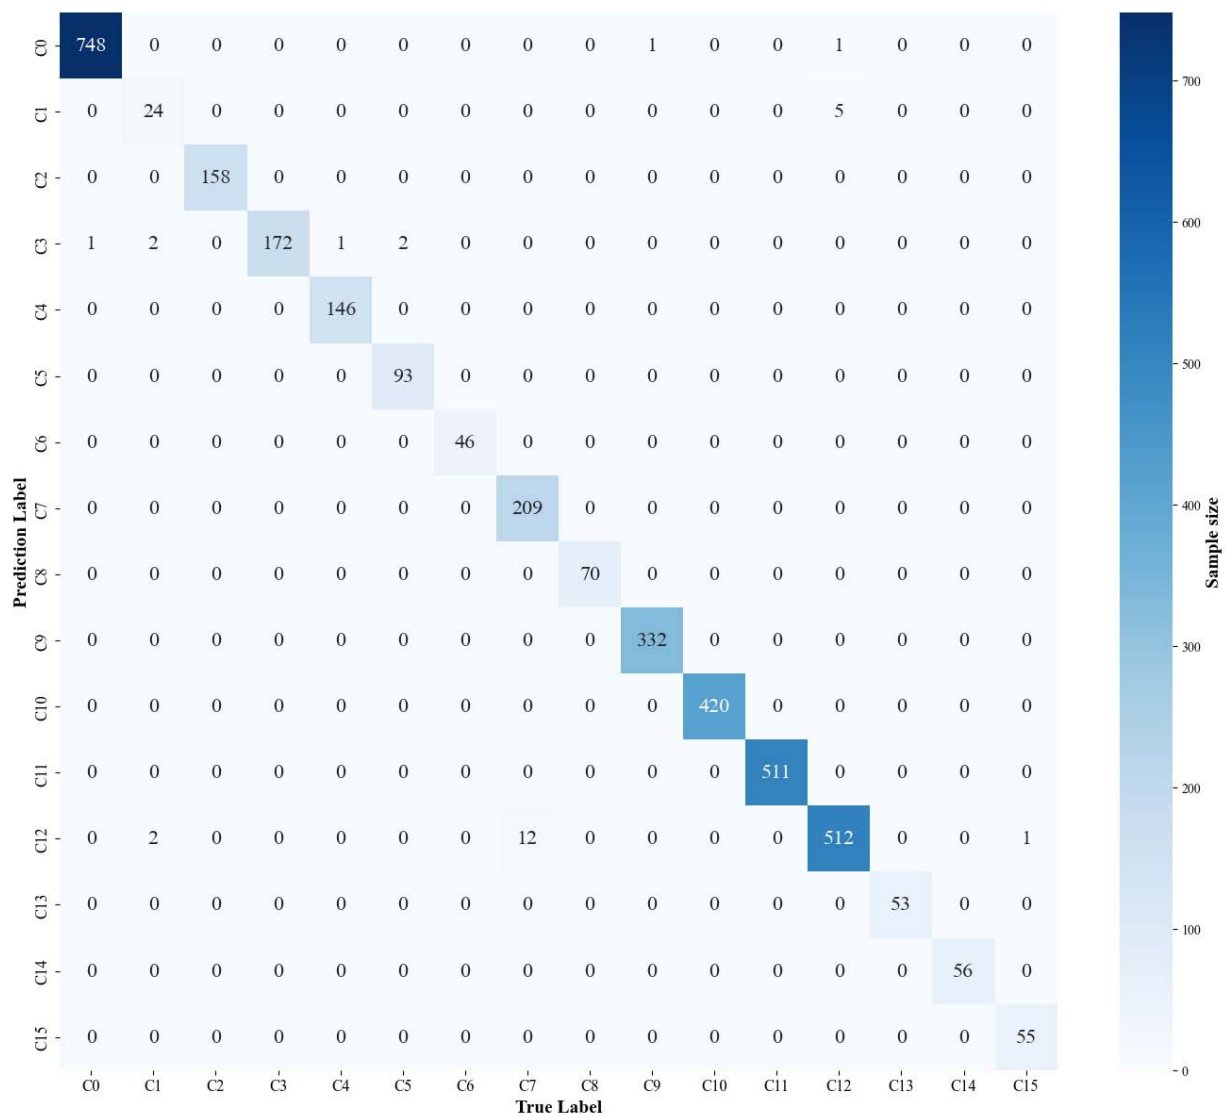 C0 748 0 0 0 0 0 0 0 0 1 0 0 1 0 0 0
C1 0 24 0 0 0 0 0 0 0 0 0 0 5 0 0 0
C2 0 0 158 0 0 0 0 0 0 0 0 0 0 0 0 0
C3 1 2 0 172 1 2 0 0 0 0 0 0 0 0 0 0
C4 0 0 0 0 146 0 0 0 0 0 0 0 0 0 0 0
C5 0 0 0 0 0 93 0 0 0 0 0 0 0 0 0 0
C6 0 0 0 0 0 0 46 0 0 0 0 0 0 0 0 0
C7 0 0 0 0 0 0 0 209 0 0 0 0 0 0 0 0
C8 0 0 0 0 0 0 0 0 70 0 0 0 0 0 0 0
C9 0 0 0 0 0 0 0 0 0 332 0 0 0 0 0 0
C10 0 0 0 0 0 0 0 0 0 0 420 0 0 0 0 0
C11 0 0 0 0 0 0 0 0 0 0 0 511 0 0 0 0
C12 0 2 0 0 0 0 0 12 0 0 0 0 512 0 0 1
C13 0 0 0 0 0 0 0 0 0 0 0 0 0 53 0 0
C14 0 0 0 0 0 0 0 0 0 0 0 0 0 0 56 0
C15 0 0 0 0 0 0 0 0 0 0 0 0 0 0 0 55
C0 C1 C2 C3 C4 C5 C6 C7 C8 C9 C10 C11 C12 C13 C14 C15
True Label
Prediction Label
700
600
500
400
300
200
100
0
Sample size